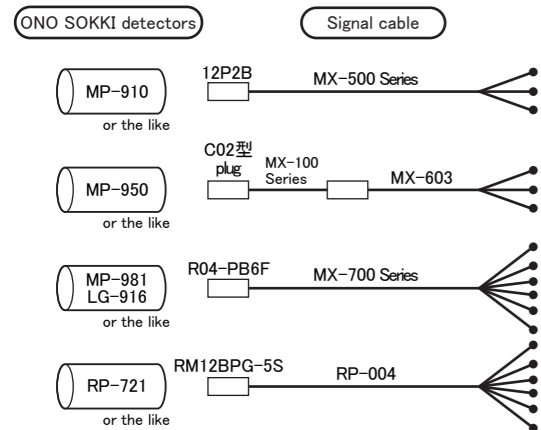 ONO SOKKI detectors
Signal cable
MP-910
or the like
12P2B
MX-500 Series
MP-950
or the like
C02型
plug
MX-100
Series
MX-603
MP-981
LG-916
or the like
R04-PB6F
MX-700 Series
RP-721
or the like
RM12BPG-5S
RP-004